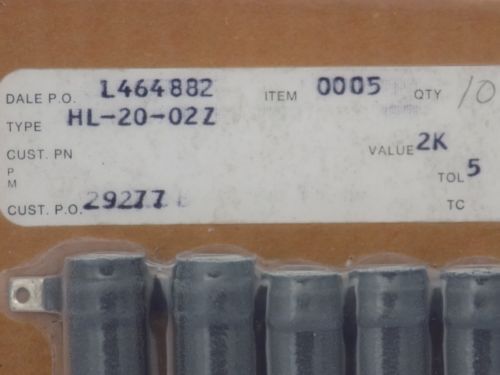 DALE P.O. L464882 ITEM 0005 QTY 10
TYPE HL-20-02Z
CUST. PN VALUE 2K
P M TOL 5
CUST. P.O. 29277 TC